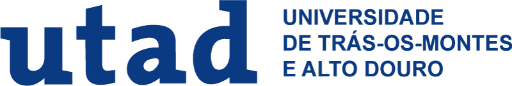 utad
UNIVERSIDADE
DE TRÁS-OS-MONTES
E ALTO DOURO